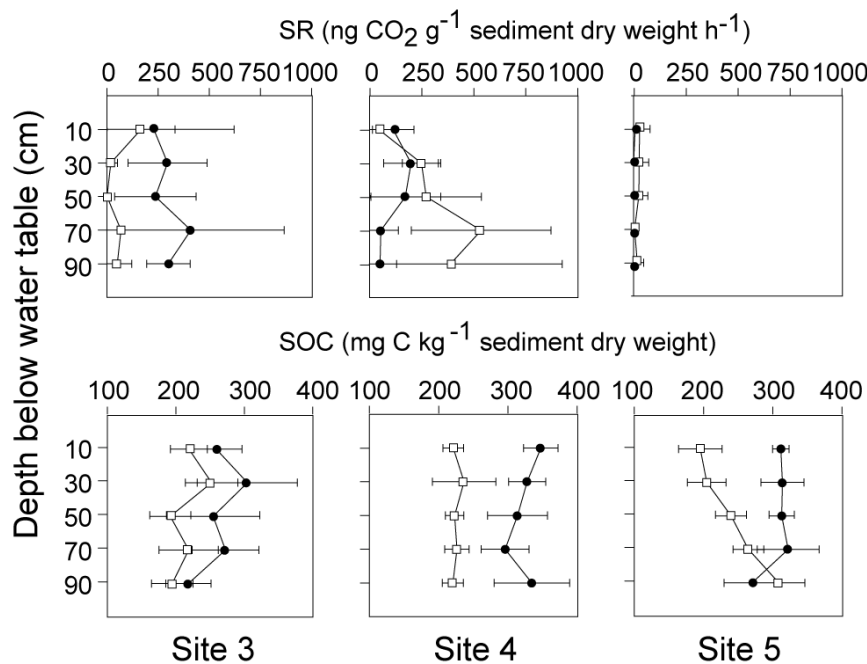 SR (ng CO2 g-1 sediment dry weight h-1)
0 250 500 750 1000 0 250 500 750 1000 0 250 500 750 1000
Depth below water table (cm)
10
30
50
70
90
SOC (mg C kg-1 sediment dry weight)
100 200 300 400 100 200 300 400 100 200 300 400
10
30
50
70
90
Site 3 Site 4 Site 5